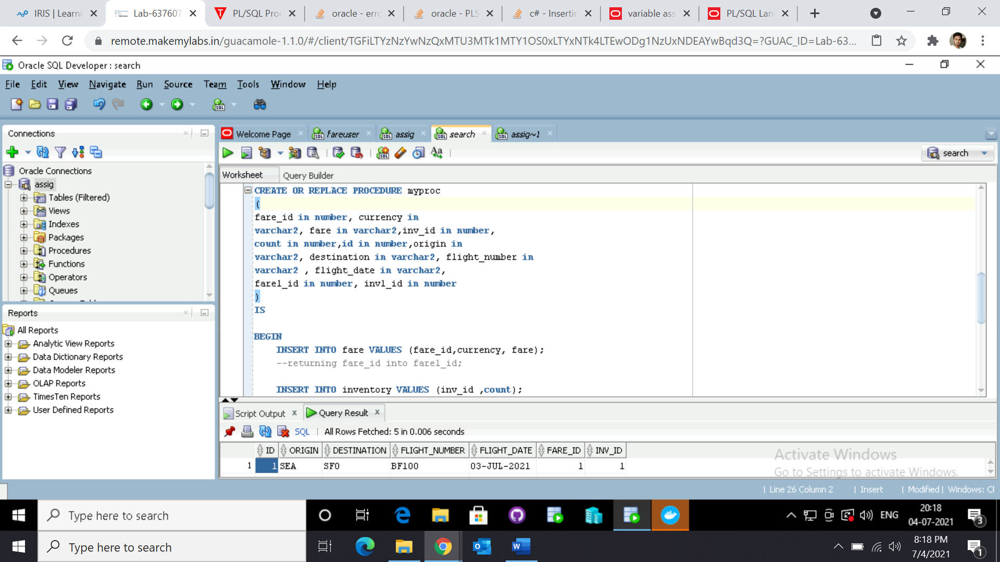 IRIS | Learni
Lab-637607
PL/SQL Proc
oracle - erro
oracle - PLS
c# - Insertin
variable ass
PL/SQL Lan
remote.makemylabs.in/guacamole-1.1.0/#/client/TGFiLTYzNzYwNzQxMTU3MTk1MTY1OS0xLTYxNTk4LTEwODg1NzUxNDEAYwBqd3Q=?GUAC_ID=Lab-63...
Oracle SQL Developer : search
File Edit View Navigate Run Source Team Tools Window Help
Connections
Oracle Connections
assig
Tables (Filtered)
Views
Indexes
Packages
Procedures
Functions
Operators
Queues
Reports
All Reports
Analytic View Reports
Data Dictionary Reports
Data Modeler Reports
OLAP Reports
TimesTen Reports
User Defined Reports
Welcome Page fareuser assig search assig~1
search
Worksheet Query Builder
CREATE OR REPLACE PROCEDURE myproc
(
fare_id in number, currency in
varchar2, fare in varchar2,inv_id in number,
count in number,id in number,origin in
varchar2, destination in varchar2, flight_number in
varchar2 , flight_date in varchar2,
farel_id in number, invl_id in number
)
IS
BEGIN
INSERT INTO fare VALUES (fare_id,currency, fare);
--returning fare_id into farel_id;
INSERT INTO inventory VALUES (inv_id ,count);
Script Output Query Result
SQL | All Rows Fetched: 5 in 0.006 seconds
ID ORIGIN DESTINATION FLIGHT_NUMBER FLIGHT_DATE FARE_ID INV_ID
1 1 SEA SFO BF100 03-JUL-2021 1 1
Activate Windows
Go to Settings to activate Windows.
| Line 26 Column 2 | Insert | Modified | Windows: CF
Type here to search
ENG
20:18
04-07-2021
3
Type here to search
8:18 PM
7/4/2021
1